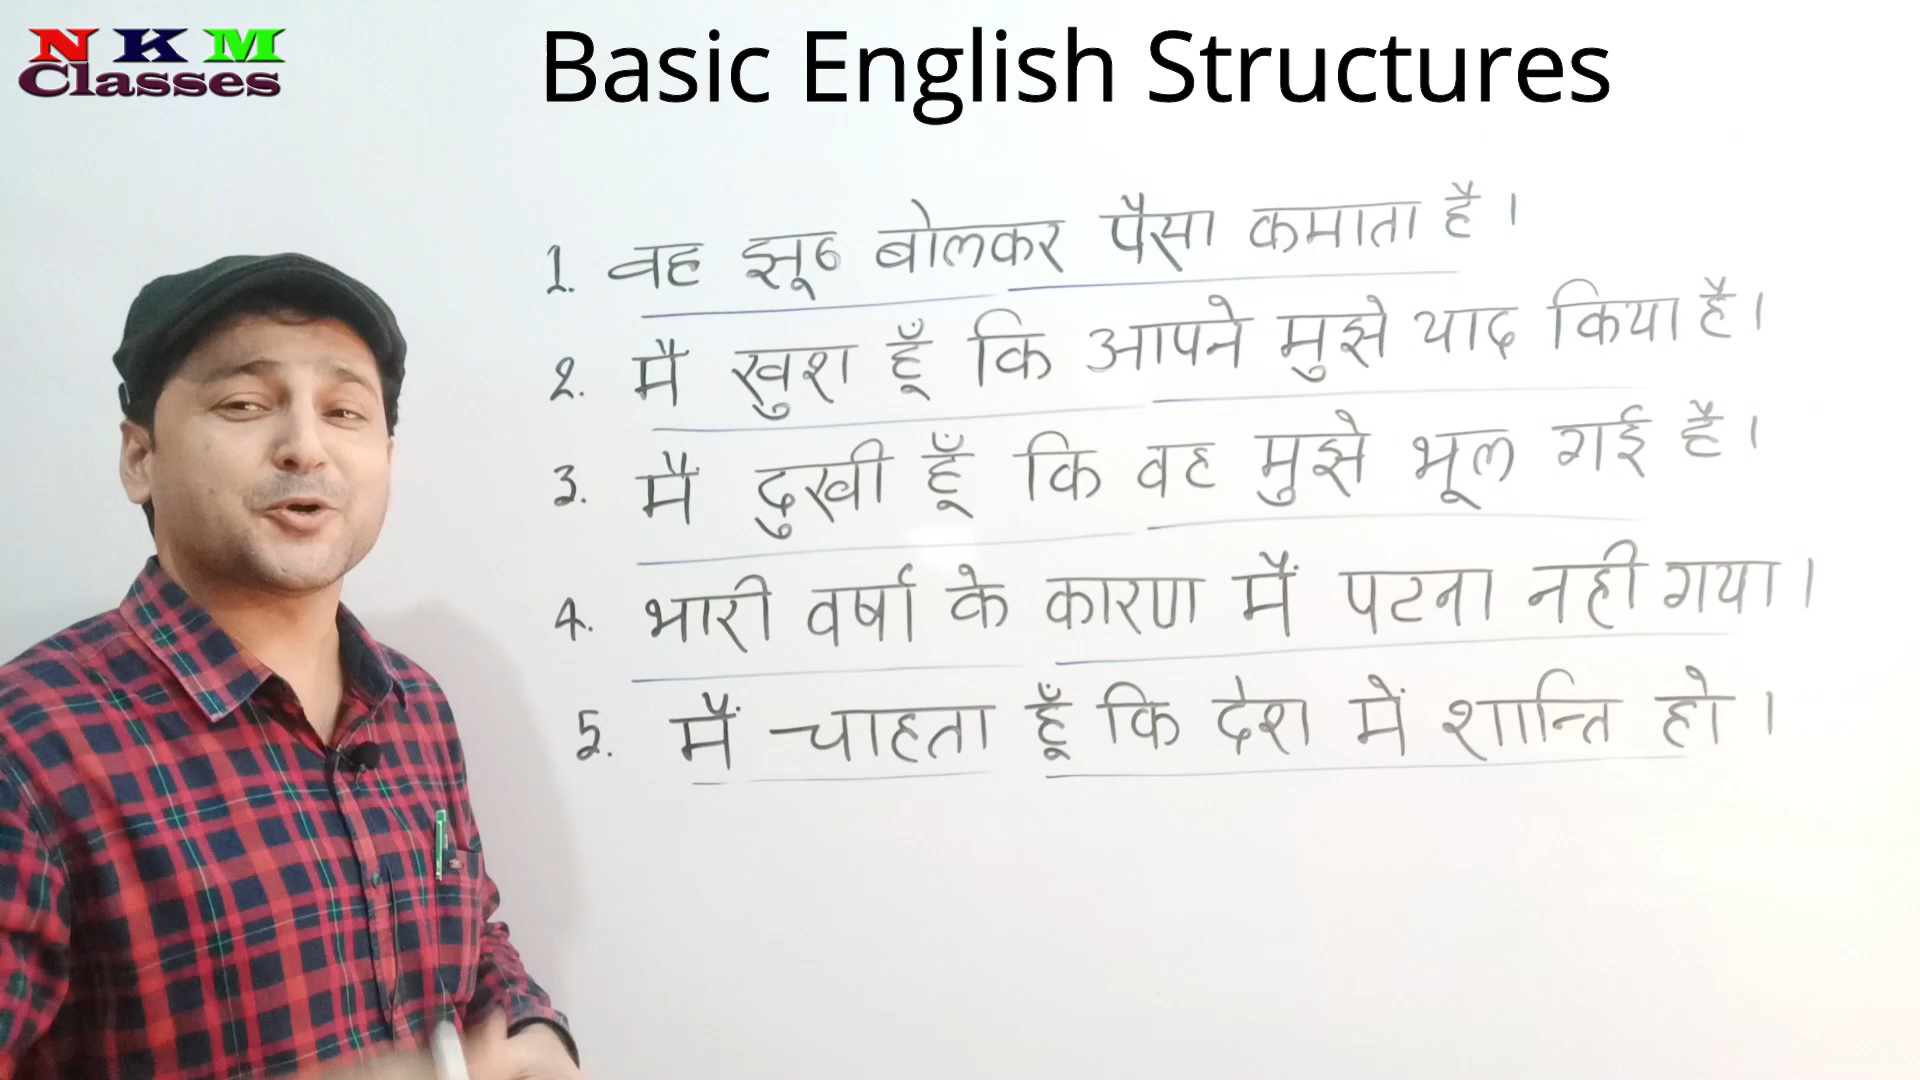 NKM
Classes
Basic English Structures
1. वह झूठ बोलकर पैसा कमाता है।
2. मैं खुश हूँ कि आपने मुझे याद किया है।
3. मैं दुखी हूँ कि वह मुझे भूल गई है।
4. भारी वर्षा के कारण मैं पटना नही गया।
5. मैं चाहता हूँ कि देश में शान्ति हो।